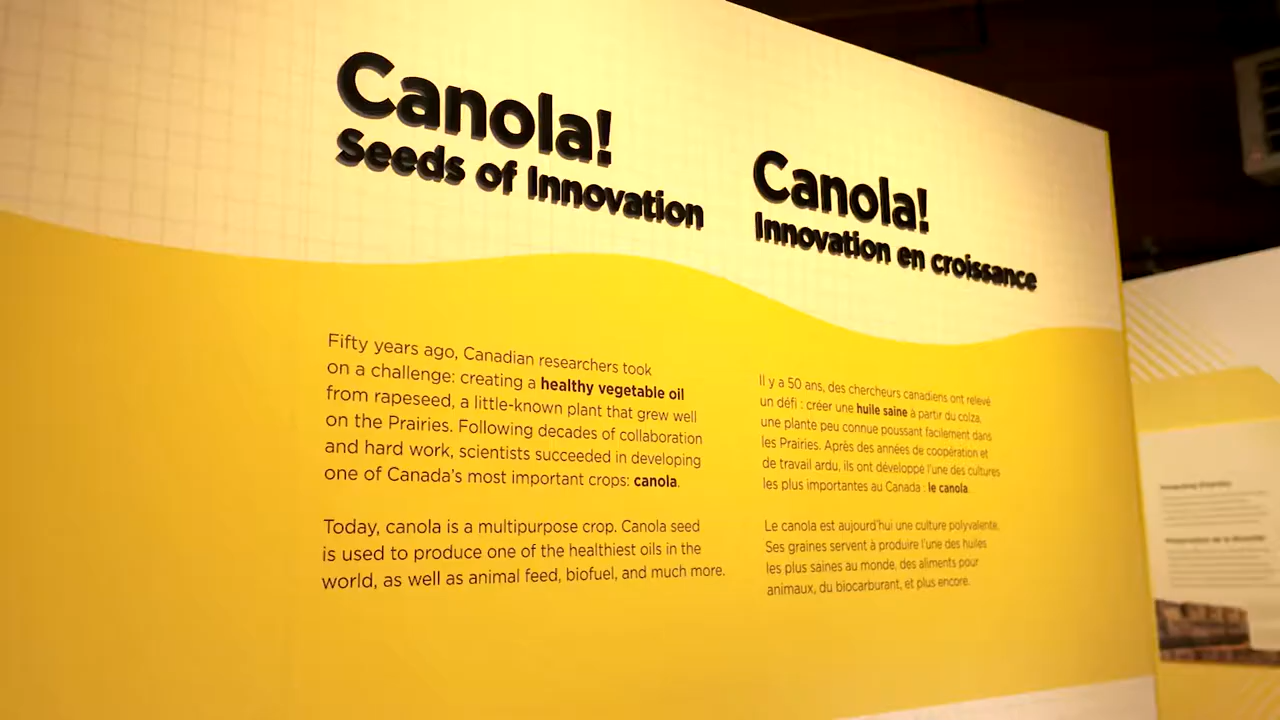 Canola!
Seeds of Innovation
Fifty years ago, Canadian researchers took
on a challenge: creating a healthy vegetable oil
from rapeseed, a little-known plant that grew well
on the Prairies. Following decades of collaboration
and hard work, scientists succeeded in developing
one of Canada's most important crops: canola.
Today, canola is a multipurpose crop. Canola seed
is used to produce one of the healthiest oils in the
world, as well as animal feed, biofuel, and much more.
Canola!
Innovation en croissance
Il y a 50 ans, des chercheurs canadiens ont relevé
un défi : créer une huile saine à partir du colza,
une plante peu connue poussant facilement dans
les Prairies. Après des années de coopération et
de travail ardu, ils ont développé l'une des cultures
les plus importantes au Canada : le canola.
Le canola est aujourd'hui une culture polyvalente.
Ses graines servent à produire l'une des huiles
les plus saines au monde, des aliments pour
animaux, du biocarburant, et plus encore.